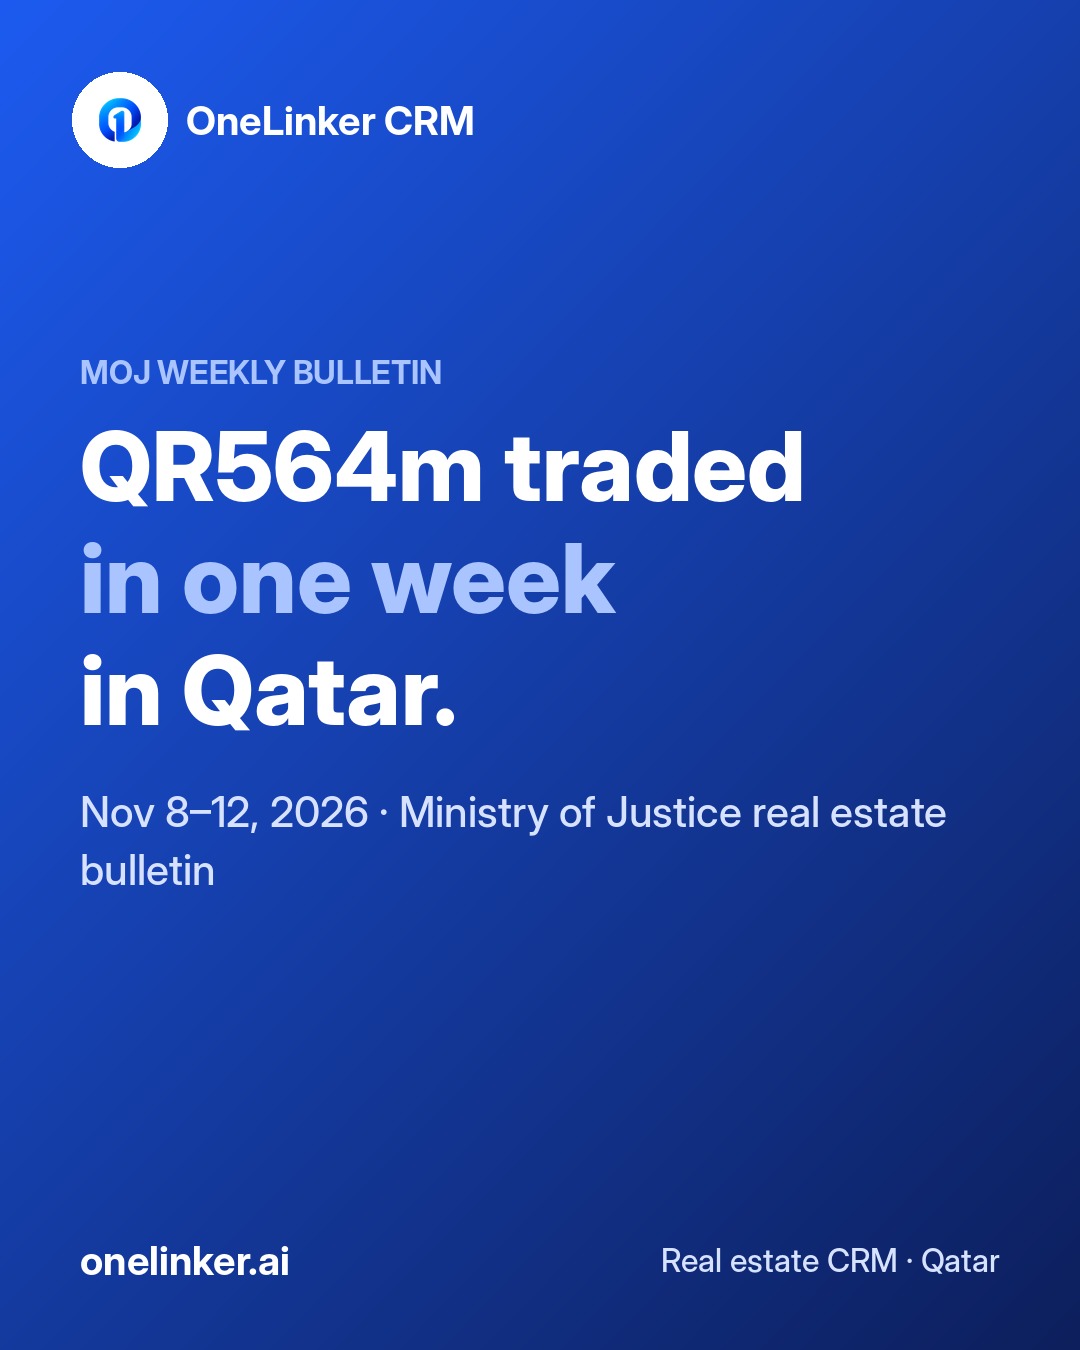 OneLinker CRM
MOJ WEEKLY BULLETIN
QR564m traded
in one week
in Qatar.
Nov 8–12, 2026 · Ministry of Justice real estate
bulletin
onelinker.ai
Real estate CRM · Qatar